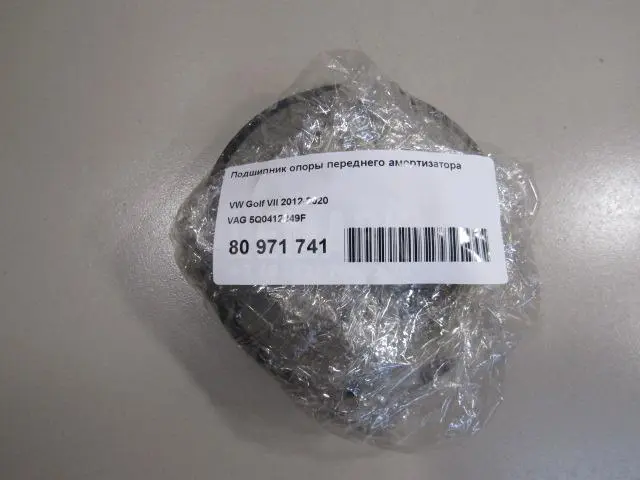 Подшипник опоры переднего амортизатора
VW Golf VII 2012-2020
VAG 5Q0412249F
80 971 741